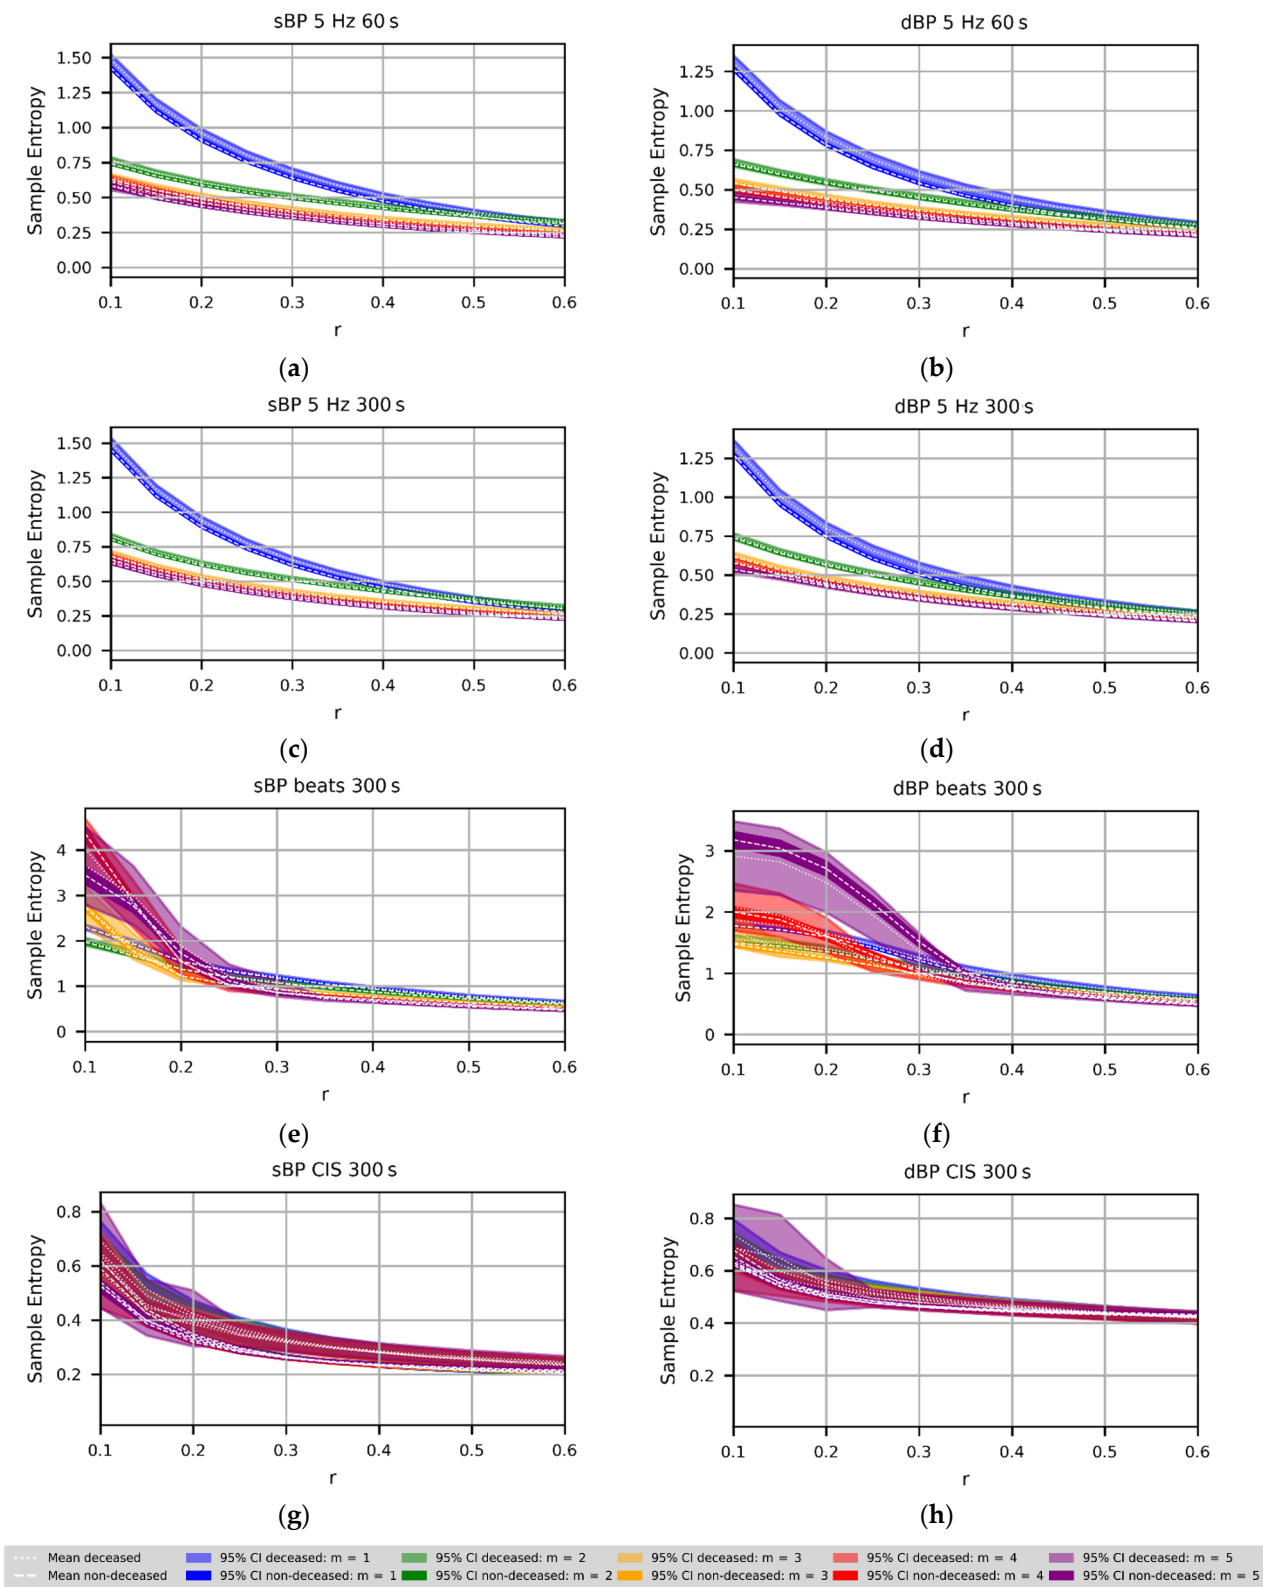 sBP 5 Hz 60 s
dBP 5 Hz 60 s
Sample Entropy
1.50
1.25
1.00
0.75
0.50
0.25
0.00
0.1 0.2 0.3 0.4 0.5 0.6
r
(a)
Sample Entropy
1.25
1.00
0.75
0.50
0.25
0.00
0.1 0.2 0.3 0.4 0.5 0.6
r
(b)
sBP 5 Hz 300 s
dBP 5 Hz 300 s
Sample Entropy
1.50
1.25
1.00
0.75
0.50
0.25
0.00
0.1 0.2 0.3 0.4 0.5 0.6
r
(c)
Sample Entropy
1.25
1.00
0.75
0.50
0.25
0.00
0.1 0.2 0.3 0.4 0.5 0.6
r
(d)
sBP beats 300 s
dBP beats 300 s
Sample Entropy
4
3
2
1
0
0.1 0.2 0.3 0.4 0.5 0.6
r
(e)
Sample Entropy
3
2
1
0
0.1 0.2 0.3 0.4 0.5 0.6
r
(f)
sBP CIS 300 s
dBP CIS 300 s
Sample Entropy
0.8
0.6
0.4
0.2
0.1 0.2 0.3 0.4 0.5 0.6
r
(g)
Sample Entropy
0.8
0.6
0.4
0.2
0.1 0.2 0.3 0.4 0.5 0.6
r
(h)
Mean deceased 95% CI deceased: m = 1 95% CI deceased: m = 2 95% CI deceased: m = 3 95% CI deceased: m = 4 95% CI deceased: m = 5
Mean non-deceased 95% CI non-deceased: m = 1 95% CI non-deceased: m = 2 95% CI non-deceased: m = 3 95% CI non-deceased: m = 4 95% CI non-deceased: m = 5